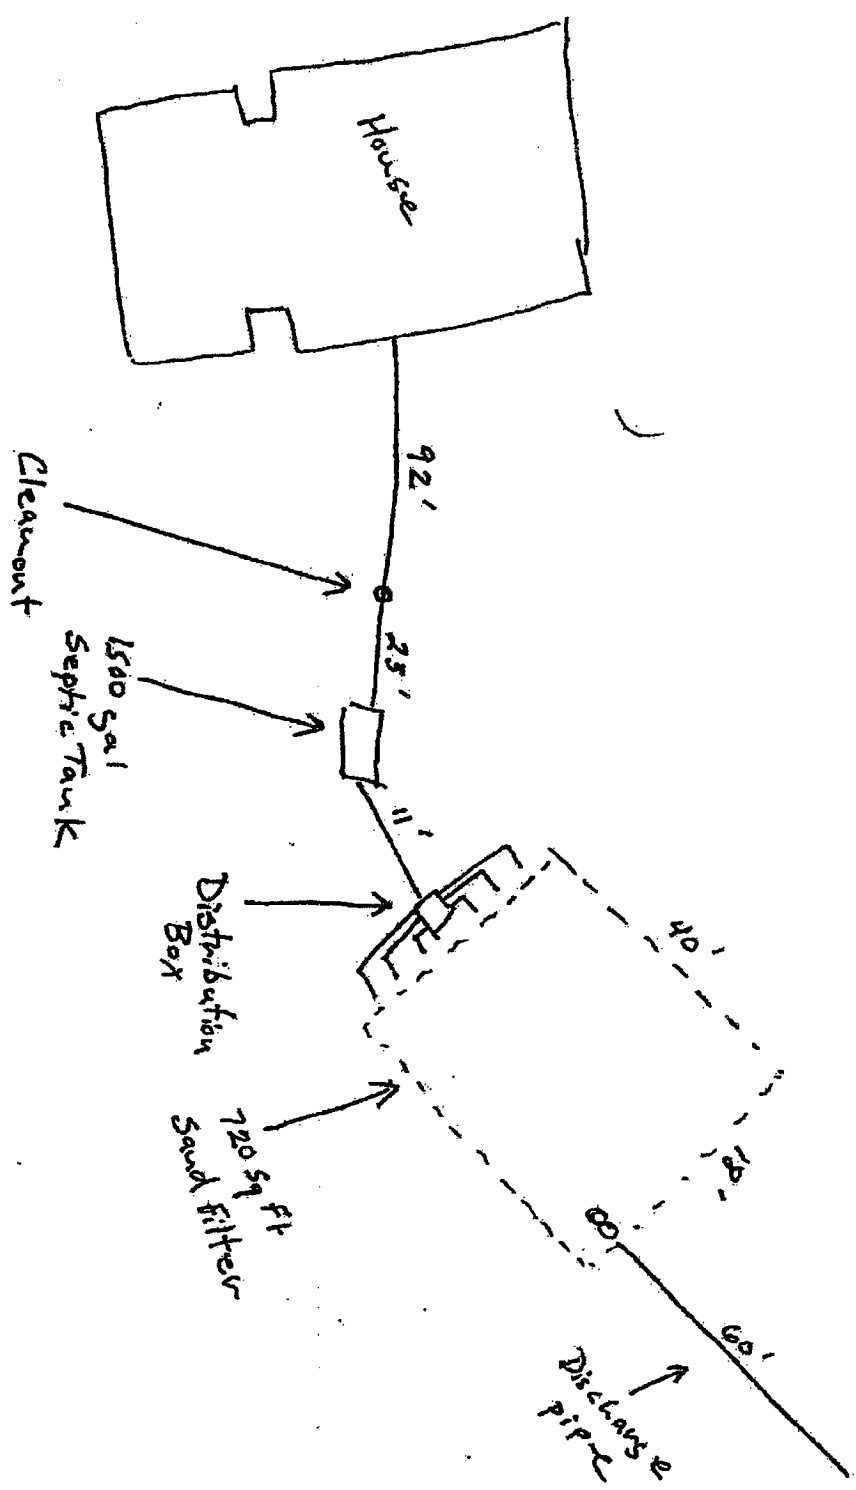 House
92'
Cleanout
25'
1500 gal
Septic Tank
11'
Distribution
Box
40'
720 Sq Ft
Sand Filter
18'
60'
Discharge
pipe